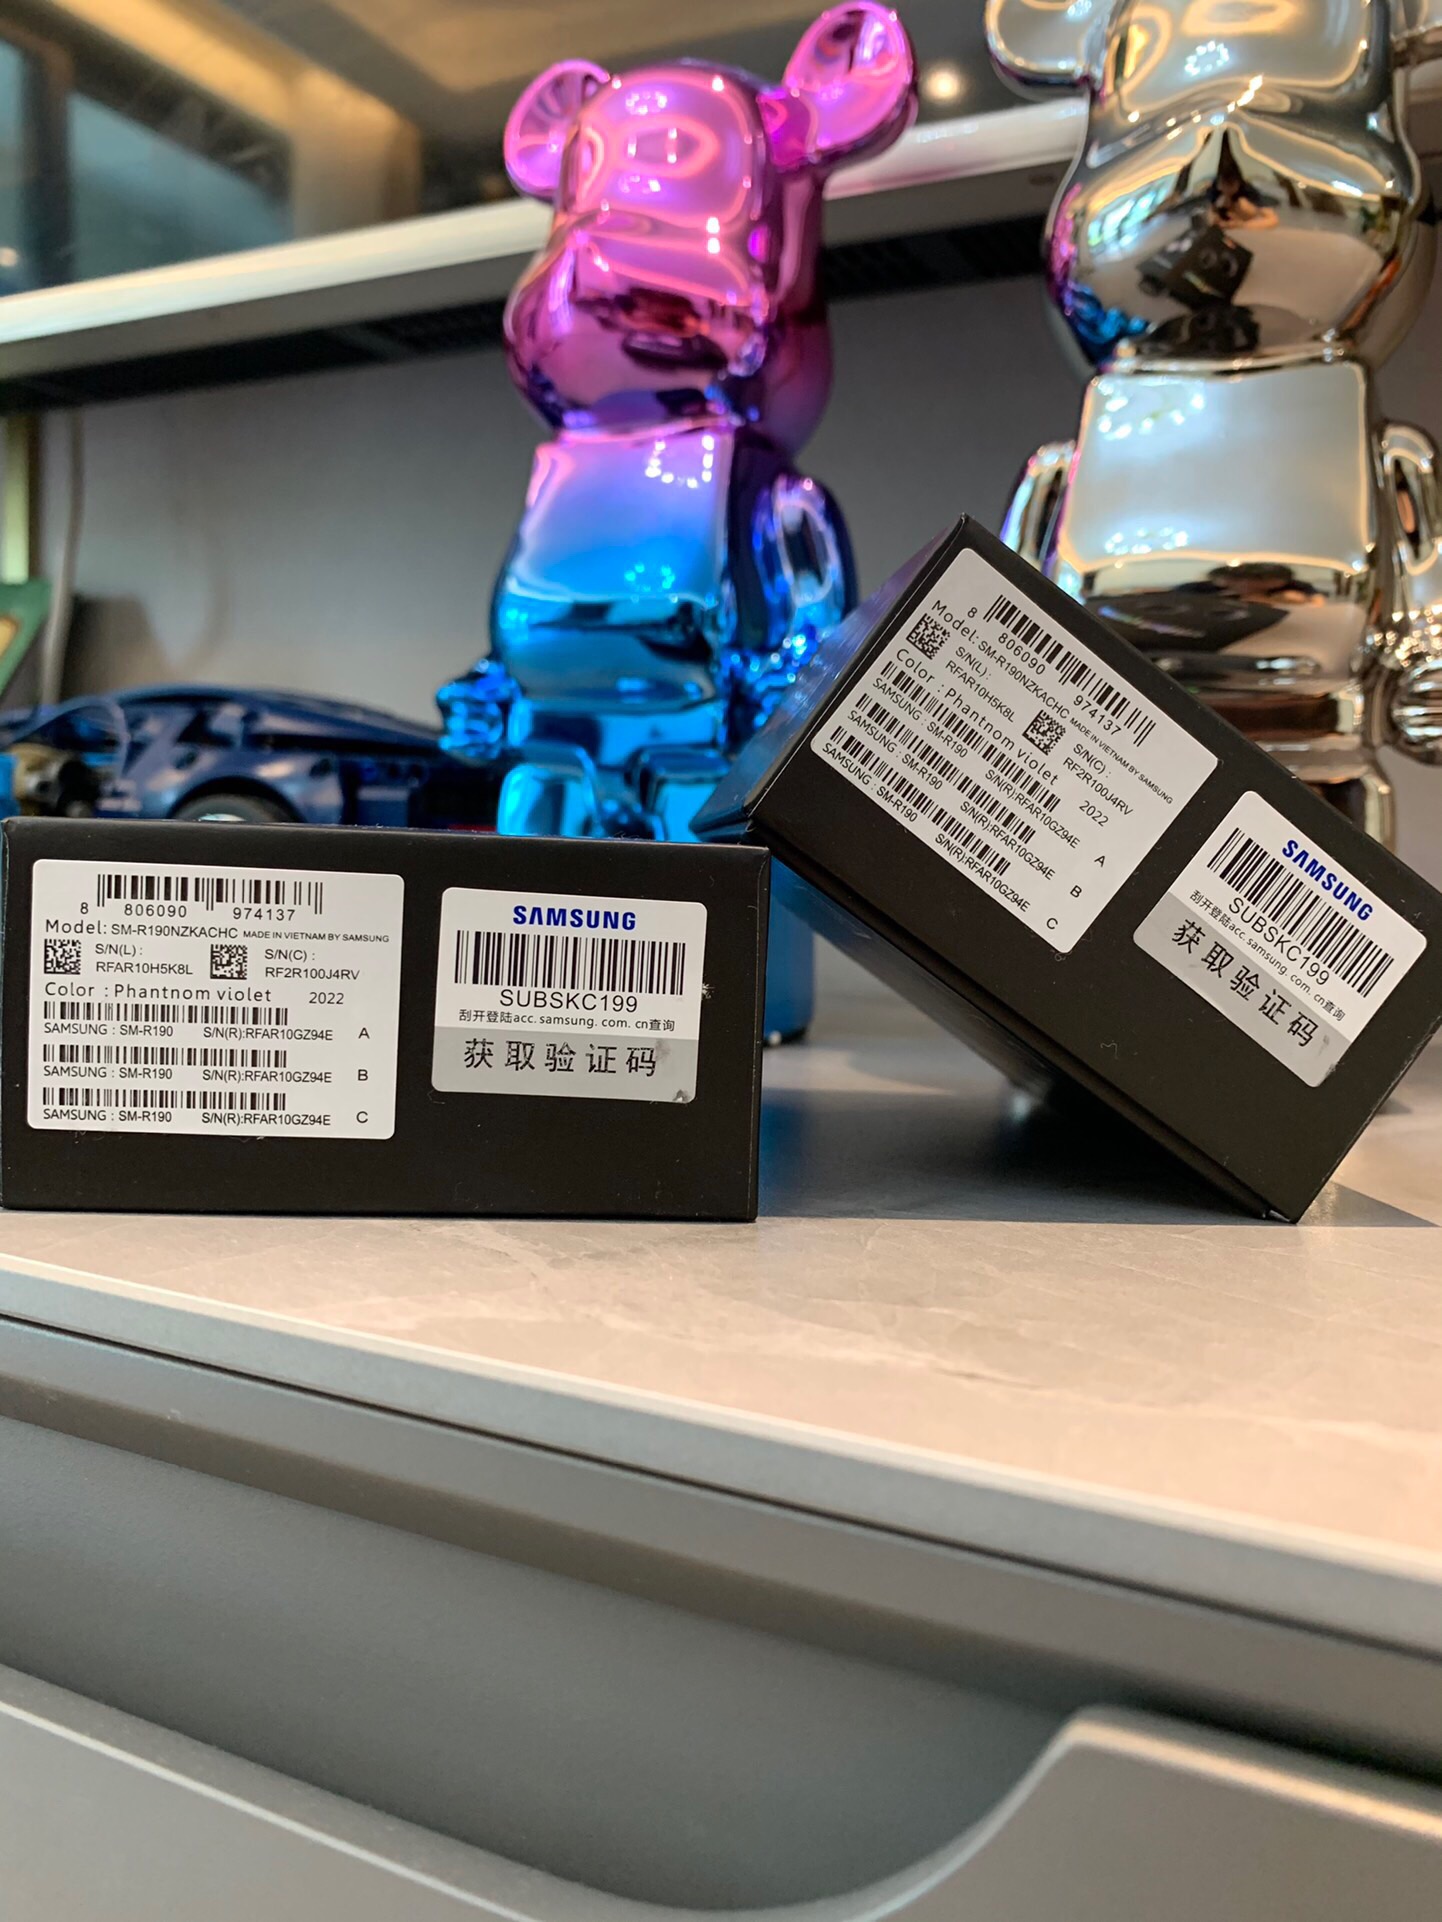 8 806090 974137
Model: SM-R190NZKACHC MADE IN VIETNAM BY SAMSUNG
S/N(L) :
RFAR10H5K8L
S/N(C) :
RF2R100J4RV
Color : Phantnom violet 2022
SAMSUNG : SM-R190 S/N(R):RFAR10GZ94E A
SAMSUNG : SM-R190 S/N(R):RFAR10GZ94E B
SAMSUNG : SM-R190 S/N(R):RFAR10GZ94E C
SAMSUNG
SUBSKC199
刮开登陆acc.samsung.com.cn查询
获取验证码
8 806090 974137
Model: SM-R190NZKACHC MADE IN VIETNAM BY SAMSUNG
S/N(L) :
RFAR10H5K8L
S/N(C) :
RF2R100J4RV
Color : Phantnom violet 2022
SAMSUNG : SM-R190 S/N(R):RFAR10GZ94E A
SAMSUNG : SM-R190 S/N(R):RFAR10GZ94E B
SAMSUNG : SM-R190 S/N(R):RFAR10GZ94E C
SAMSUNG
SUBSKC199
刮开登陆acc.samsung.com.cn查询
获取验证码